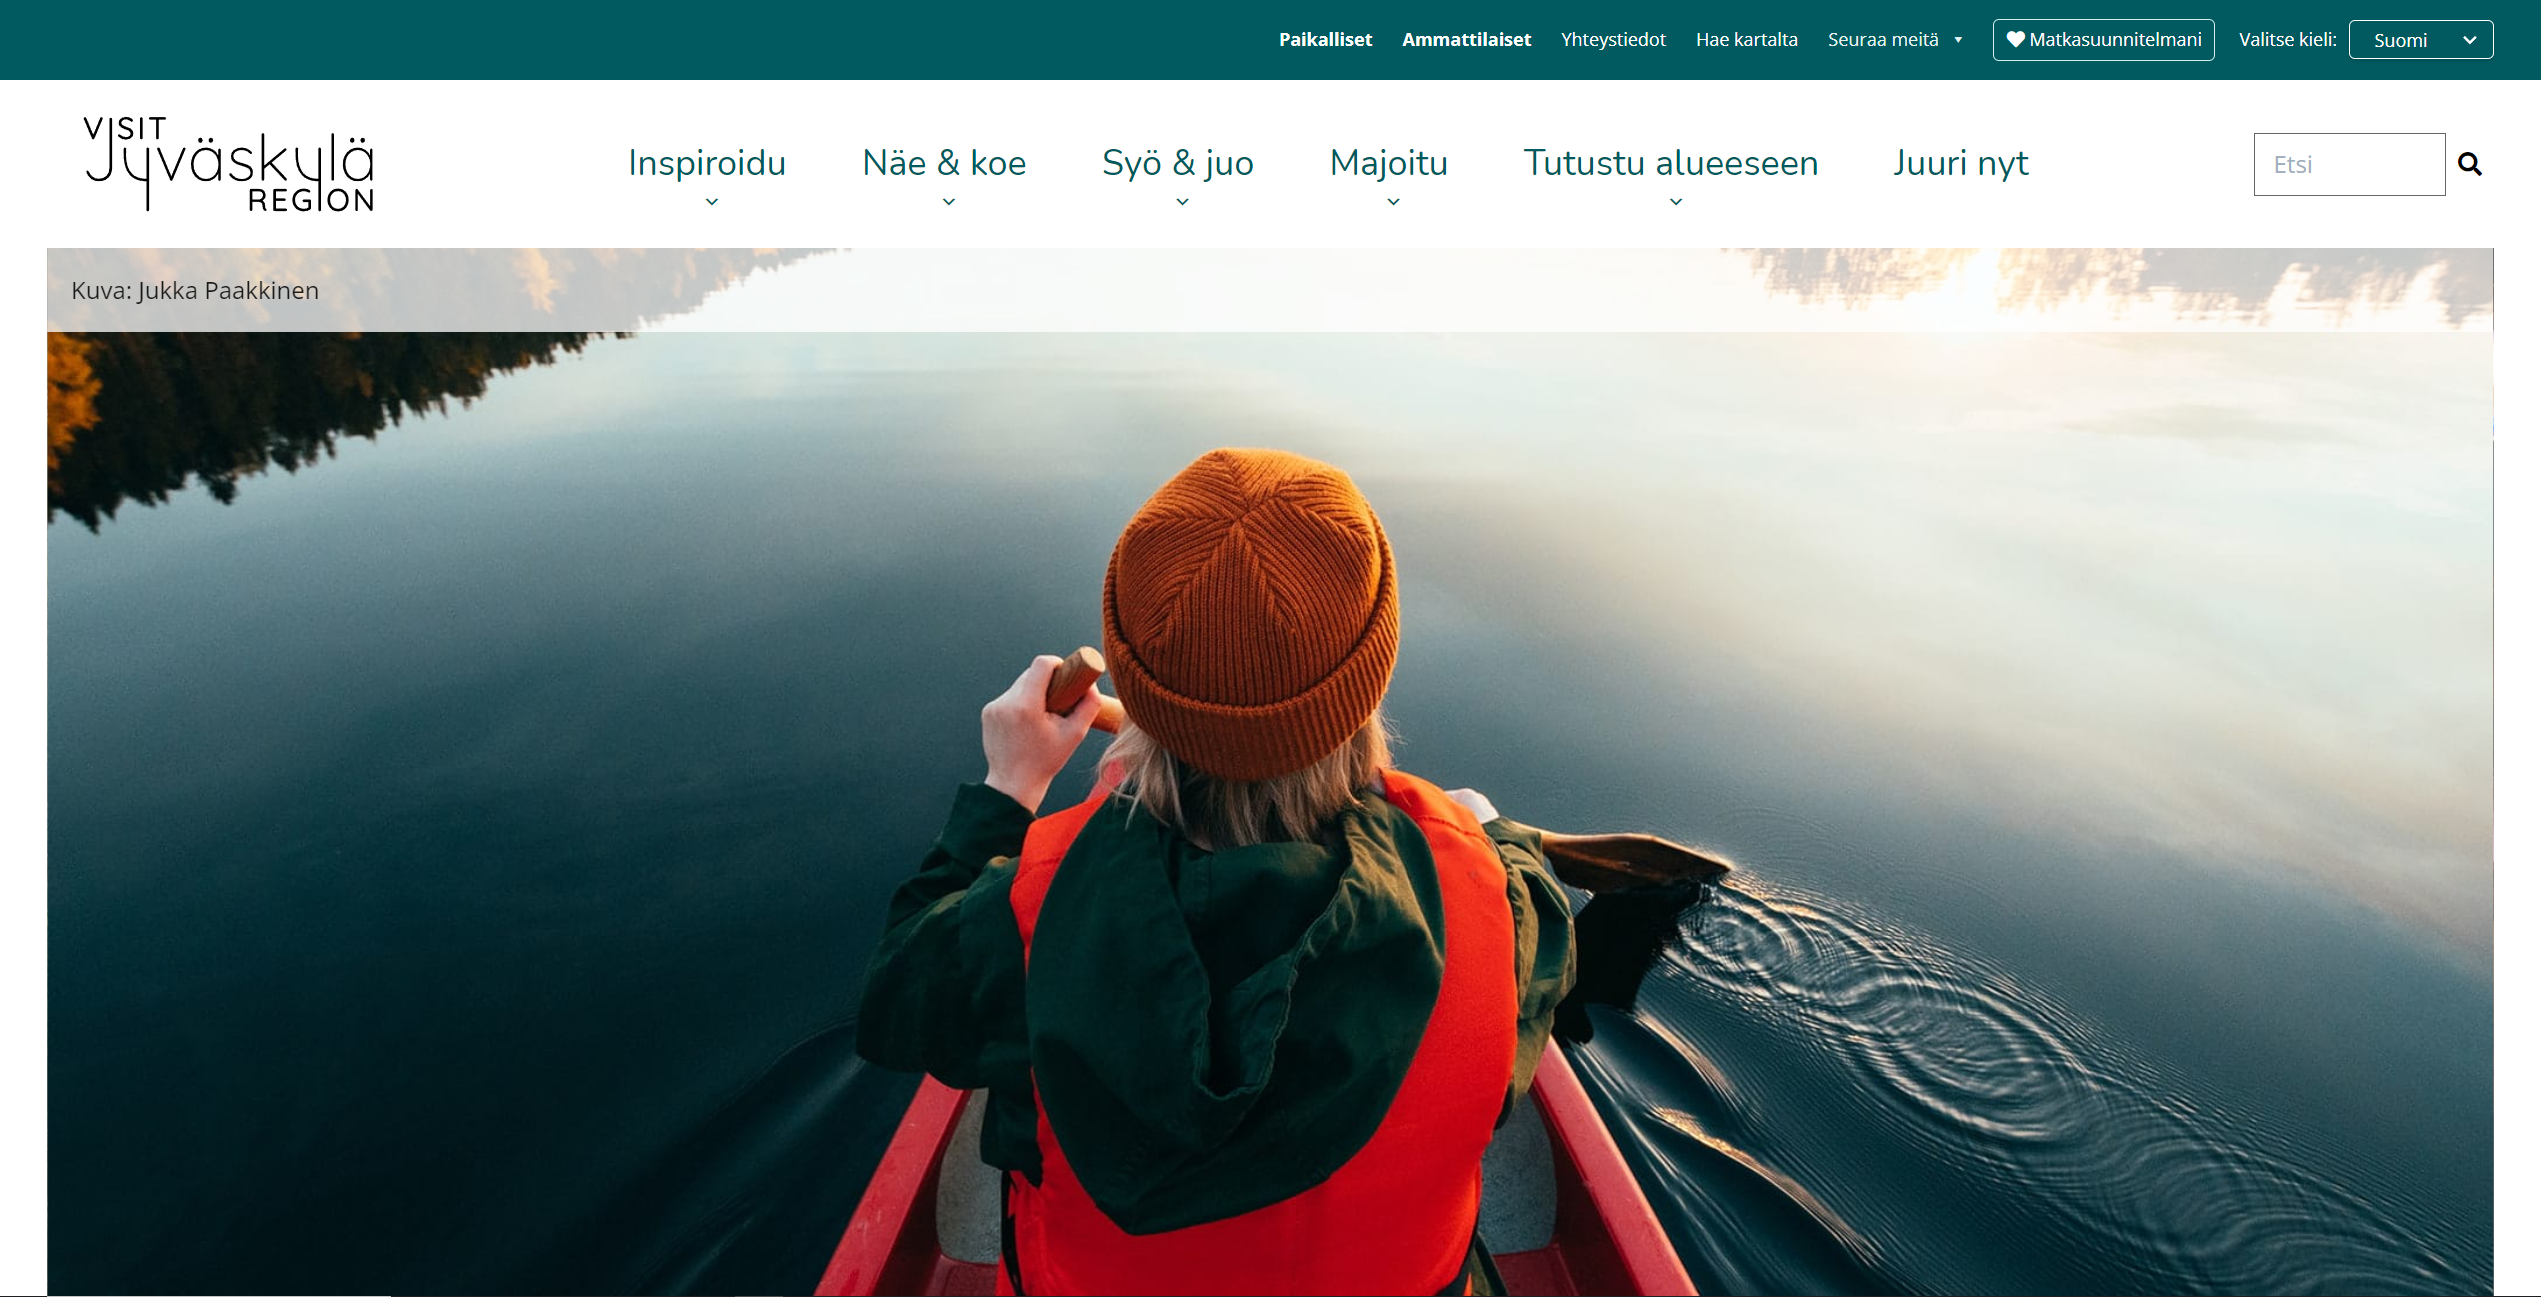 Paikalliset Ammattilaiset Yhteystiedot Hae kartalta Seuraa meitä Matkasuunnitelmani Valitse kieli: Suomi
VISIT
Jyväskylä
REGION
Inspiroidu Näe & koe Syö & juo Majoitu Tutustu alueeseen Juuri nyt
Etsi
Kuva: Jukka Paakkinen